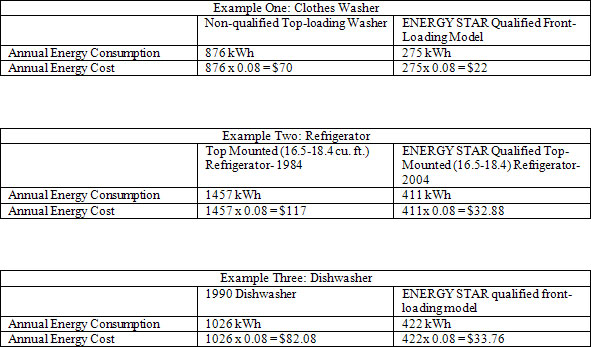 Example One: Clothes Washer
Non-qualified Top-loading Washer ENERGY STAR Qualified Front-
Loading Model
Annual Energy Consumption 876 kWh 275 kWh
Annual Energy Cost 876 x 0.08 = $70 275x 0.08 = $22
Example Two: Refrigerator
Top Mounted (16.5-18.4 cu. ft.) ENERGY STAR Qualified Top-
Refrigerator- 1984 Mounted (16.5-18.4) Refrigerator-
2004
Annual Energy Consumption 1457 kWh 411 kWh
Annual Energy Cost 1457 x 0.08 = $117 411x 0.08 = $32.88
Example Three: Dishwasher
1990 Dishwasher ENERGY STAR qualified front-
loading model
Annual Energy Consumption 1026 kWh 422 kWh
Annual Energy Cost 1026 x 0.08 = $82.08 422x 0.08 = $33.76